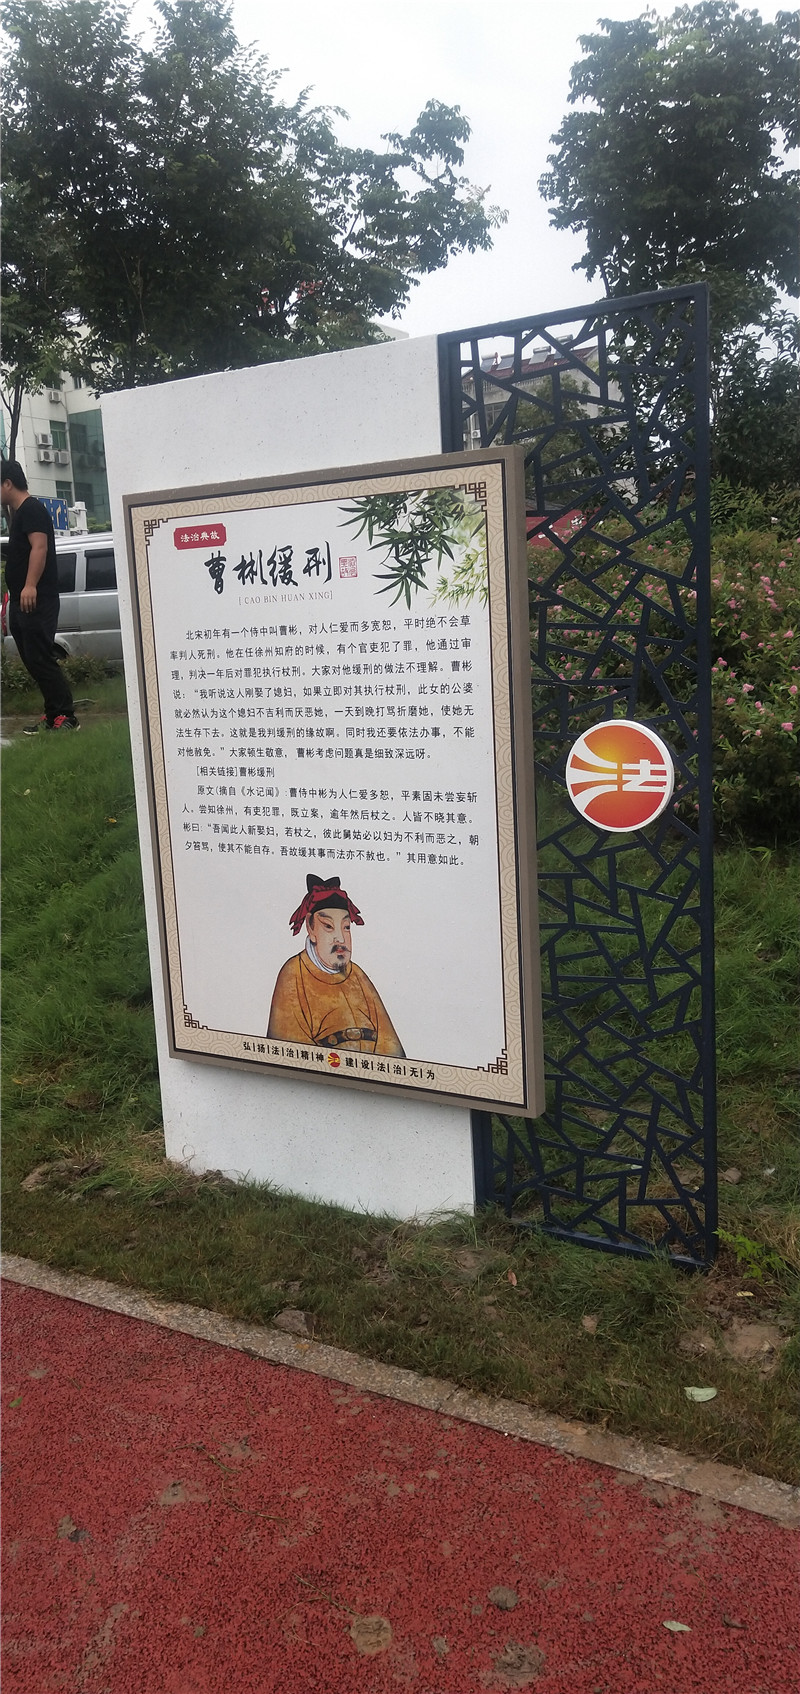 法治典故
曹彬缓刑
[ CAO BIN HUAN XING]
北宋初年有一个侍中叫曹彬，对人仁爱而多宽恕，平时绝不会草
率判人死刑。他在任徐州知府的时候，有个官吏犯了罪，他通过审
理，判决一年后对罪犯执行杖刑。大家对他缓刑的做法不理解。曹彬
说：“我听说这人刚娶了媳妇，如果立即对其执行杖刑，此女的公婆
就必然认为这个媳妇不吉利而厌恶她，一天到晚打骂折磨她，使她无
法生存下去。这就是我判缓刑的缘故啊。同时我还要依法办事，不能
对他赦免。”大家顿生敬意，曹彬考虑问题真是细致深远呀。
[相关链接]曹彬缓刑
原文(摘自《水记闻》:曹侍中彬为人仁爱多恕，平素固未尝妄斩
人。尝知徐州，有吏犯罪，既立案，逾年然后杖之。人皆不晓其意。
彬曰：“吾闻此人新娶妇，若杖之，彼此舅姑必以妇为不利而恶之，朝
夕笞骂，使其不能自存。吾故缓其事而法亦不赦也。”其用意如此。
弘|扬|法|治|精|神 建|设|法|治|无|为
法